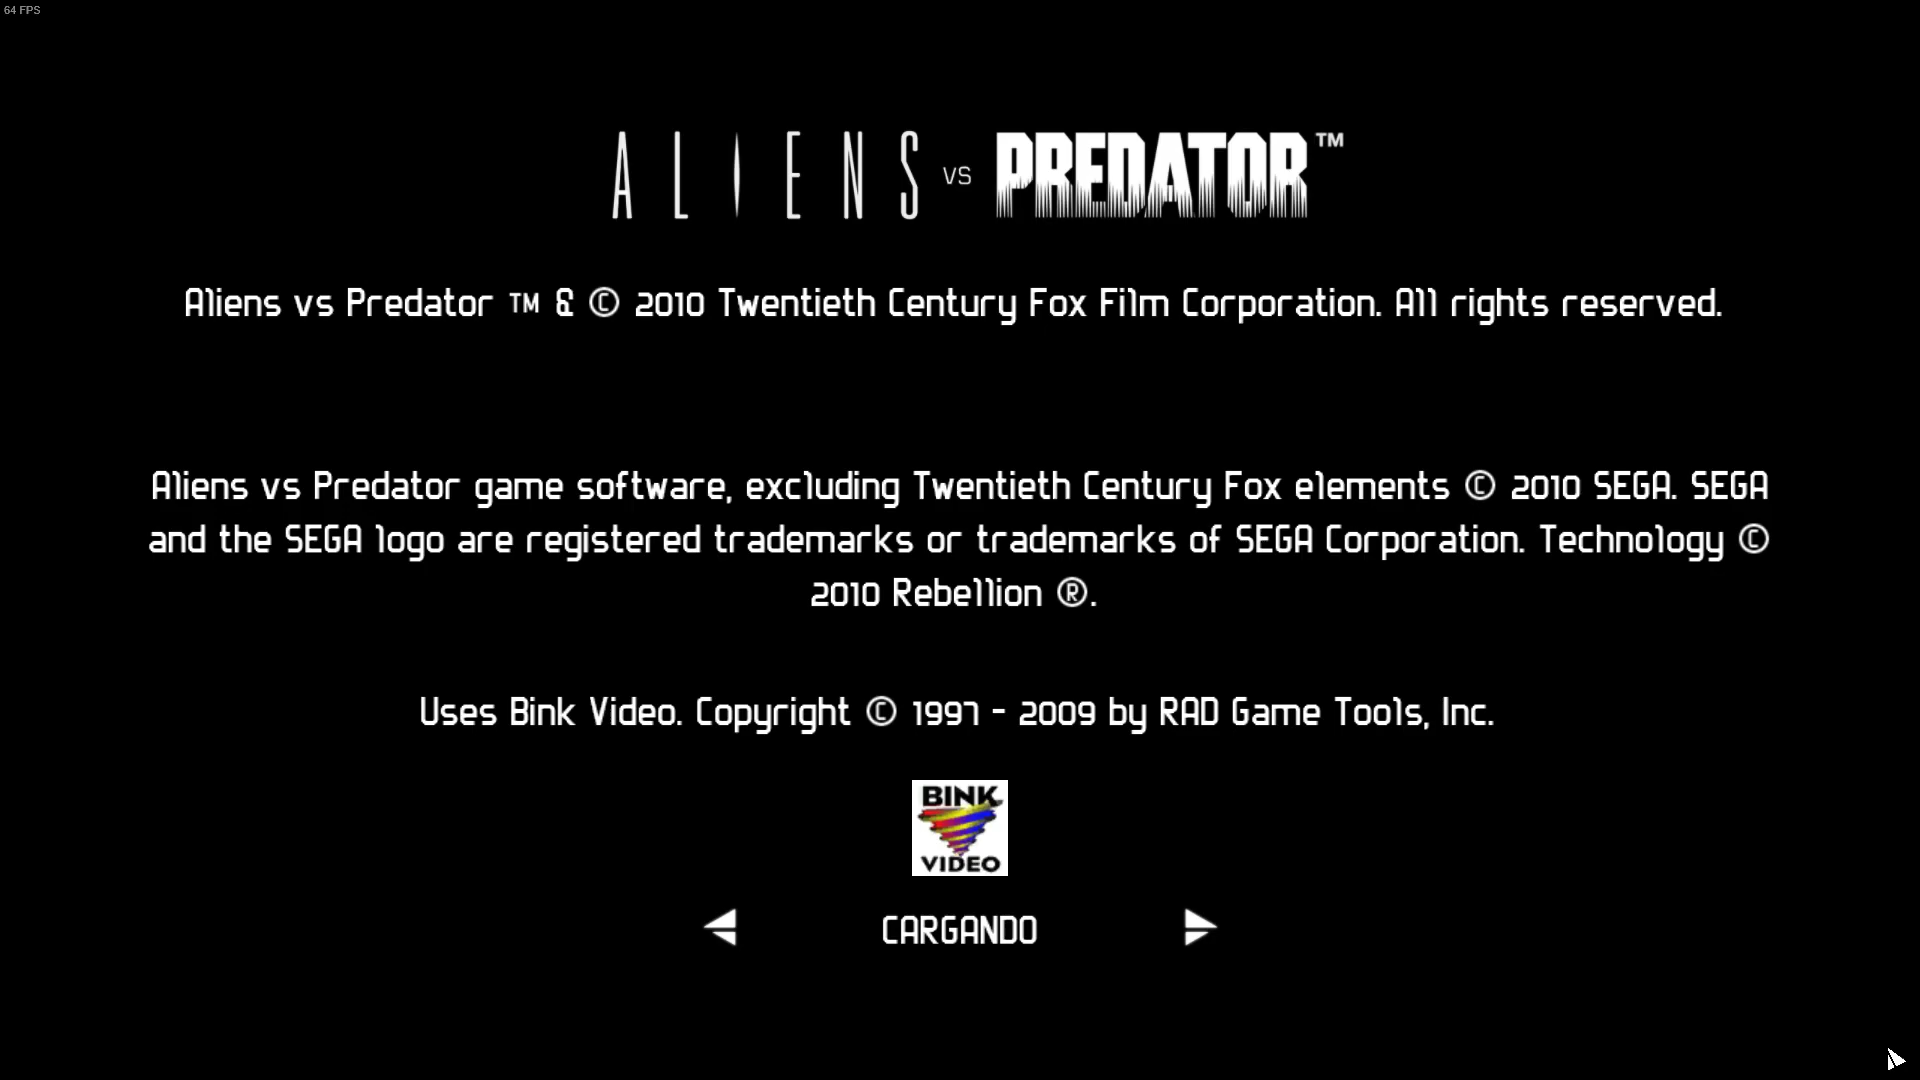 64 FPS
ALIENS VS PREDATOR™
Aliens vs Predator ™ & © 2010 Twentieth Century Fox Film Corporation. All rights reserved.
Aliens vs Predator game software, excluding Twentieth Century Fox elements © 2010 SEGA. SEGA
and the SEGA logo are registered trademarks or trademarks of SEGA Corporation. Technology ©
2010 Rebellion ®.
Uses Bink Video. Copyright © 1997 - 2009 by RAD Game Tools, Inc.
BINK
VIDEO
CARGANDO